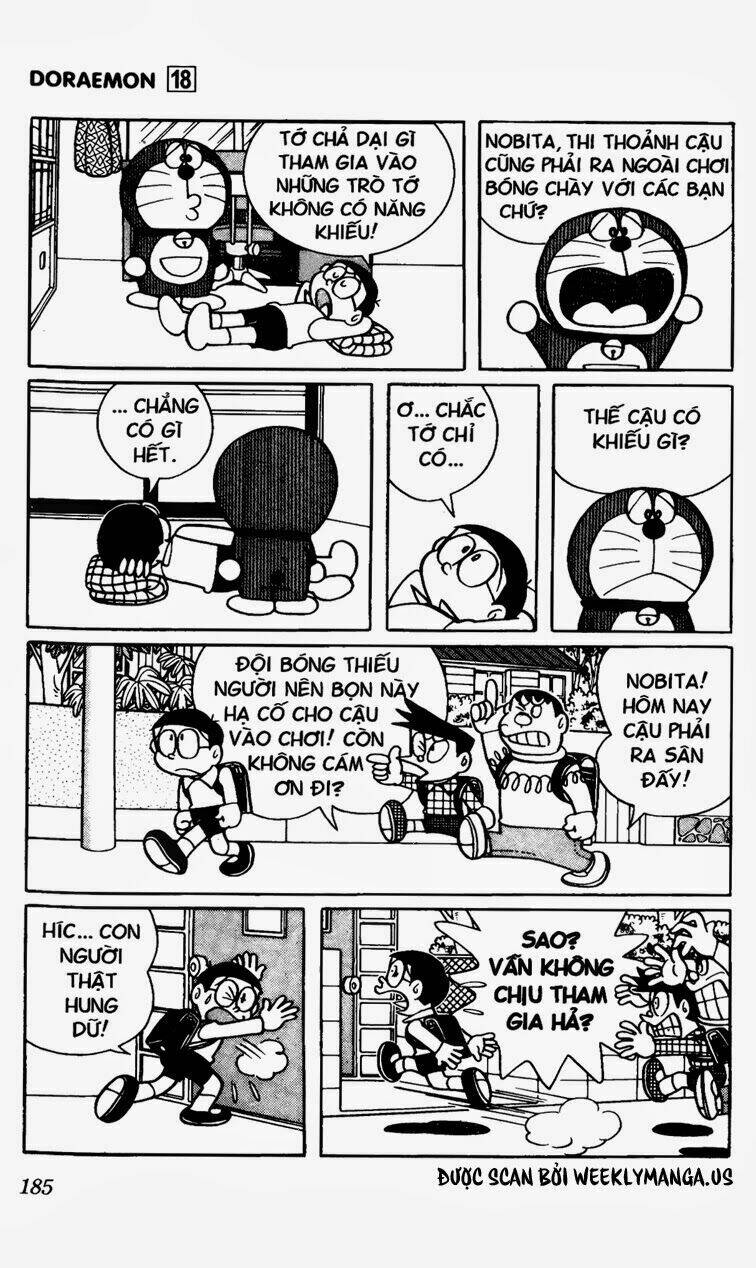 DORAEMON 18
NOBITA, THI THOẢNH CẬU
CŨNG PHẢI RA NGOÀI CHƠI
BÓNG CHÀY VỚI CÁC BẠN
CHỨ?
TỚ CHẢ DẠI GÌ
THAM GIA VÀO
NHỮNG TRÒ TỚ
KHÔNG CÓ NĂNG
KHIẾU!
THẾ CẬU CÓ
KHIẾU GÌ?
Ơ... CHẮC
TỚ CHỈ
CÓ...
... CHẲNG
CÓ GÌ
HẾT.
NOBITA!
HÔM NAY
CẬU PHẢI
RA SÂN
ĐẤY!
ĐỘI BÓNG THIẾU
NGƯỜI NÊN BỌN NÀY
HẠ CỐ CHO CẬU
VÀO CHƠI! CÒN
KHÔNG CÁM
ƠN ĐI?
SAO?
VẪN KHÔNG
CHỊU THAM
GIA HẢ?
HÍC... CON
NGƯỜI
THẬT
HUNG
DỮ!
185
ĐƯỢC SCAN BỞI WEEKLYMANGA.US